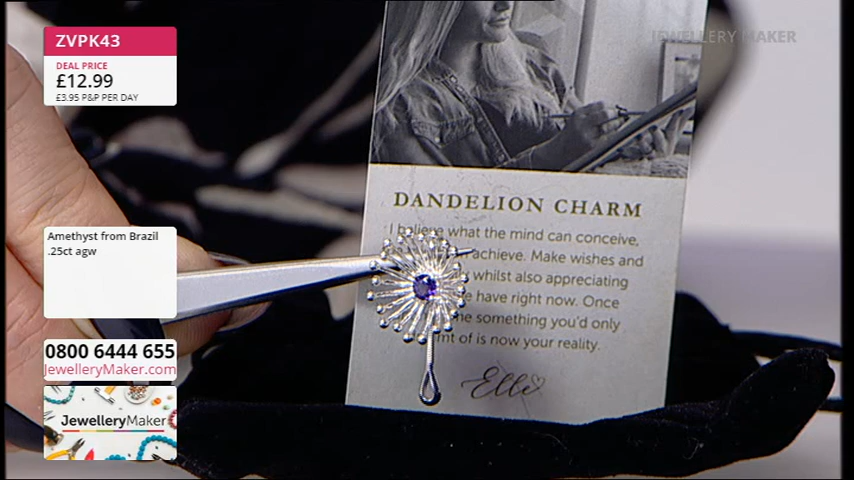 ZVPK43
DEAL PRICE
£12.99
£3.95 P&P PER DAY
JEWELLERY MAKER
DANDELION CHARM
I believe what the mind can conceive,
achieve. Make wishes and
whilst also appreciating
have right now. Once
something you'd only
of is now your reality.
Elle
Amethyst from Brazil
.25ct agw
0800 6444 655
JewelleryMaker.com
JewelleryMaker